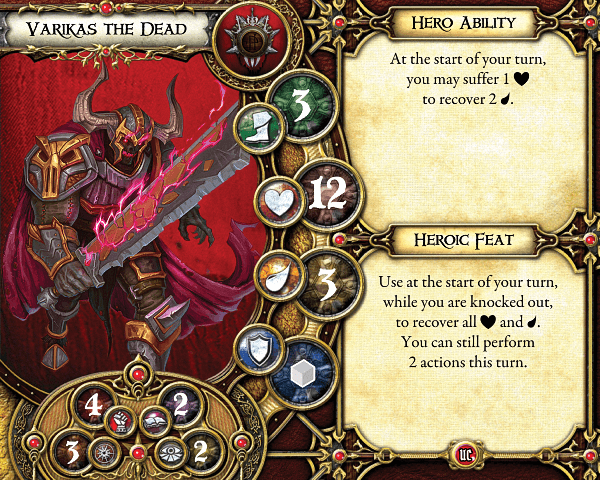 VARIKAS THE DEAD
3
12
3
4 2
3 2
HERO ABILITY
At the start of your turn,
you may suffer 1 ♥
to recover 2 .
HEROIC FEAT
Use at the start of your turn,
while you are knocked out,
to recover all ♥ and .
You can still perform
2 actions this turn.
UC